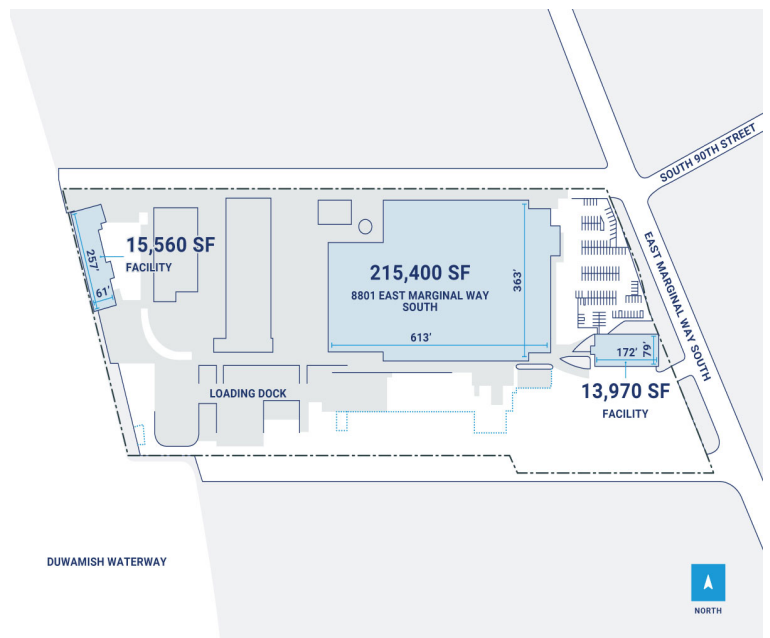 SOUTH 90TH STREET
EAST MARGINAL WAY SOUTH
15,560 SF
FACILITY
257’
61’
215,400 SF
8801 EAST MARGINAL WAY
SOUTH
363’
613’
172’
79’
13,970 SF
FACILITY
LOADING DOCK
DUWAMISH WATERWAY
NORTH